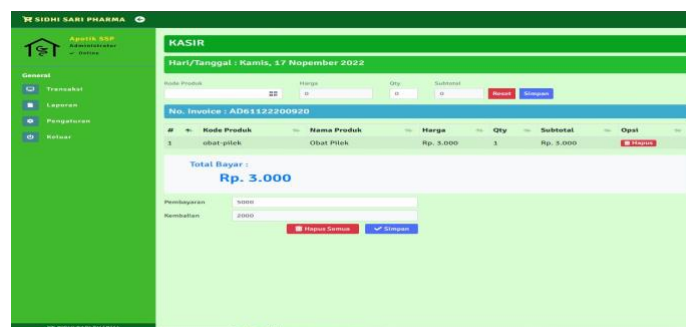 SIDHI SARI PHARMA
Apotik SGP
Administrator
Online
General
Transaksi
Laporan
Pengaturan
Keluar
KASIR
Hari/Tanggal : Kamis, 17 Nopember 2022
Kode Produk Harga Qty Subtotal
0 0 0 Reset Simpan
No. Invoice : AD61122200920
# Kode Produk Nama Produk Harga Qty Subtotal Opsi
1 obat-pilek Obat Pilek Rp. 3.000 1 Rp. 3.000 Hapus
Total Bayar :
Rp. 3.000
Pembayaran 5000
Kembalian 2000
Hapus Semua Simpan